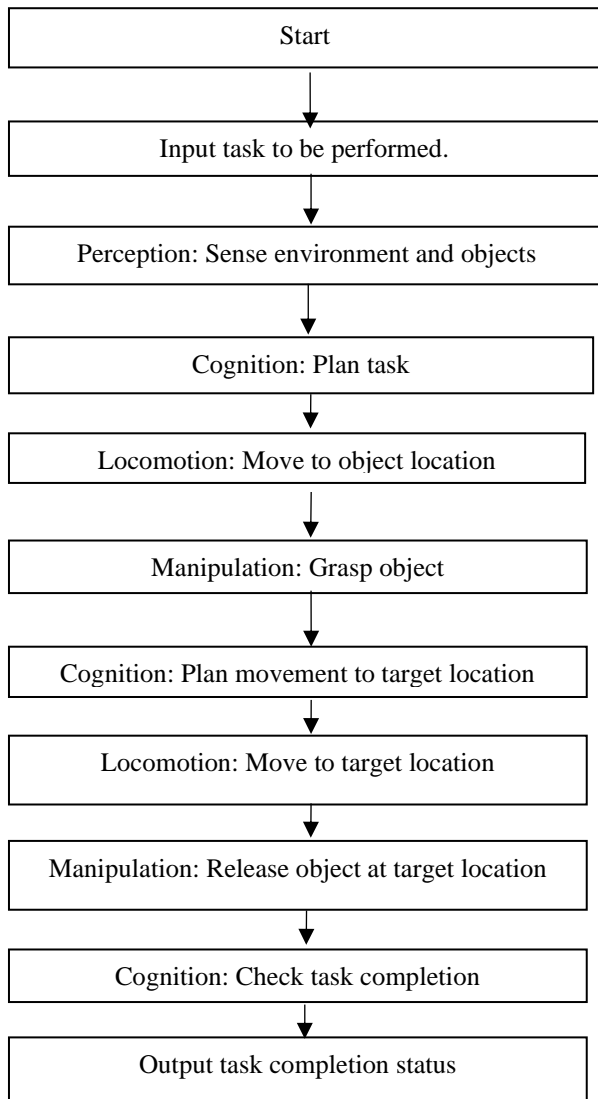 Start
Input task to be performed.
Perception: Sense environment and objects
Cognition: Plan task
Locomotion: Move to object location
Manipulation: Grasp object
Cognition: Plan movement to target location
Locomotion: Move to target location
Manipulation: Release object at target location
Cognition: Check task completion
Output task completion status